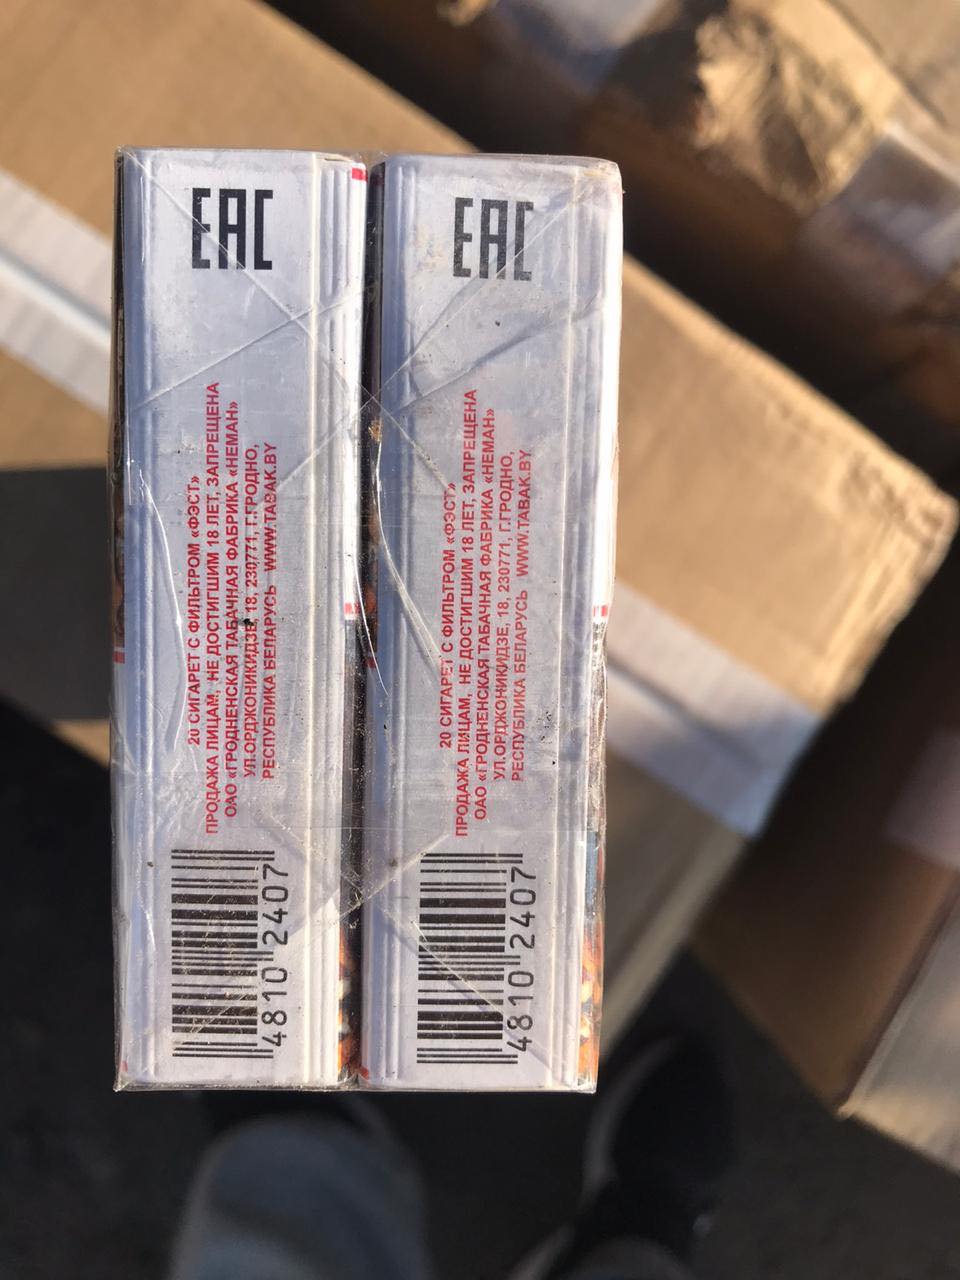 EAC
20 СИГАРЕТ С ФИЛЬТРОМ «ФЭСТ»
ПРОДАЖА ЛИЦАМ, НЕ ДОСТИГШИМ 18 ЛЕТ, ЗАПРЕЩЕНА
ОАО «ГРОДНЕНСКАЯ ТАБАЧНАЯ ФАБРИКА «НЕМАН»
УЛ.ОРДЖОНИКИДЗЕ, 18, 230771, Г.ГРОДНО,
РЕСПУБЛИКА БЕЛАРУСЬ WWW.TABAK.BY
4810 2407
EAC
20 СИГАРЕТ С ФИЛЬТРОМ «ФЭСТ»
ПРОДАЖА ЛИЦАМ, НЕ ДОСТИГШИМ 18 ЛЕТ, ЗАПРЕЩЕНА
ОАО «ГРОДНЕНСКАЯ ТАБАЧНАЯ ФАБРИКА «НЕМАН»
УЛ.ОРДЖОНИКИДЗЕ, 18, 230771, Г.ГРОДНО,
РЕСПУБЛИКА БЕЛАРУСЬ WWW.TABAK.BY
4810 2407